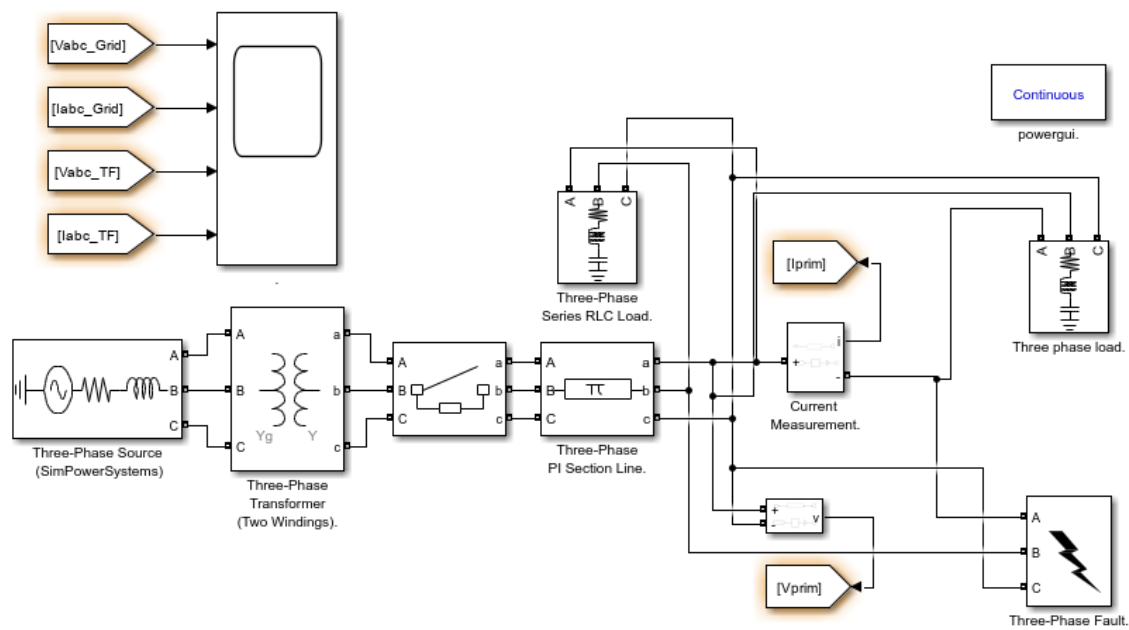 [Vabc_Grid]
[Iabc_Grid]
[Vabc_TF]
[Iabc_TF]
Continuous
powergui.
A B C
Three-Phase
Series RLC Load.
[Iprim]
A B C
Three phase load.
A
B
C
Three-Phase Source
(SimPowerSystems)
A
B
C
a
b
c
Yg Y
Three-Phase
Transformer
(Two Windings).
A
B
C
a
b
c
A
B
C
π
a
b
c
Three-Phase
PI Section Line.
+
i
-
Current
Measurement.
+
-
v
[Vprim]
A
B
C
Three-Phase Fault.